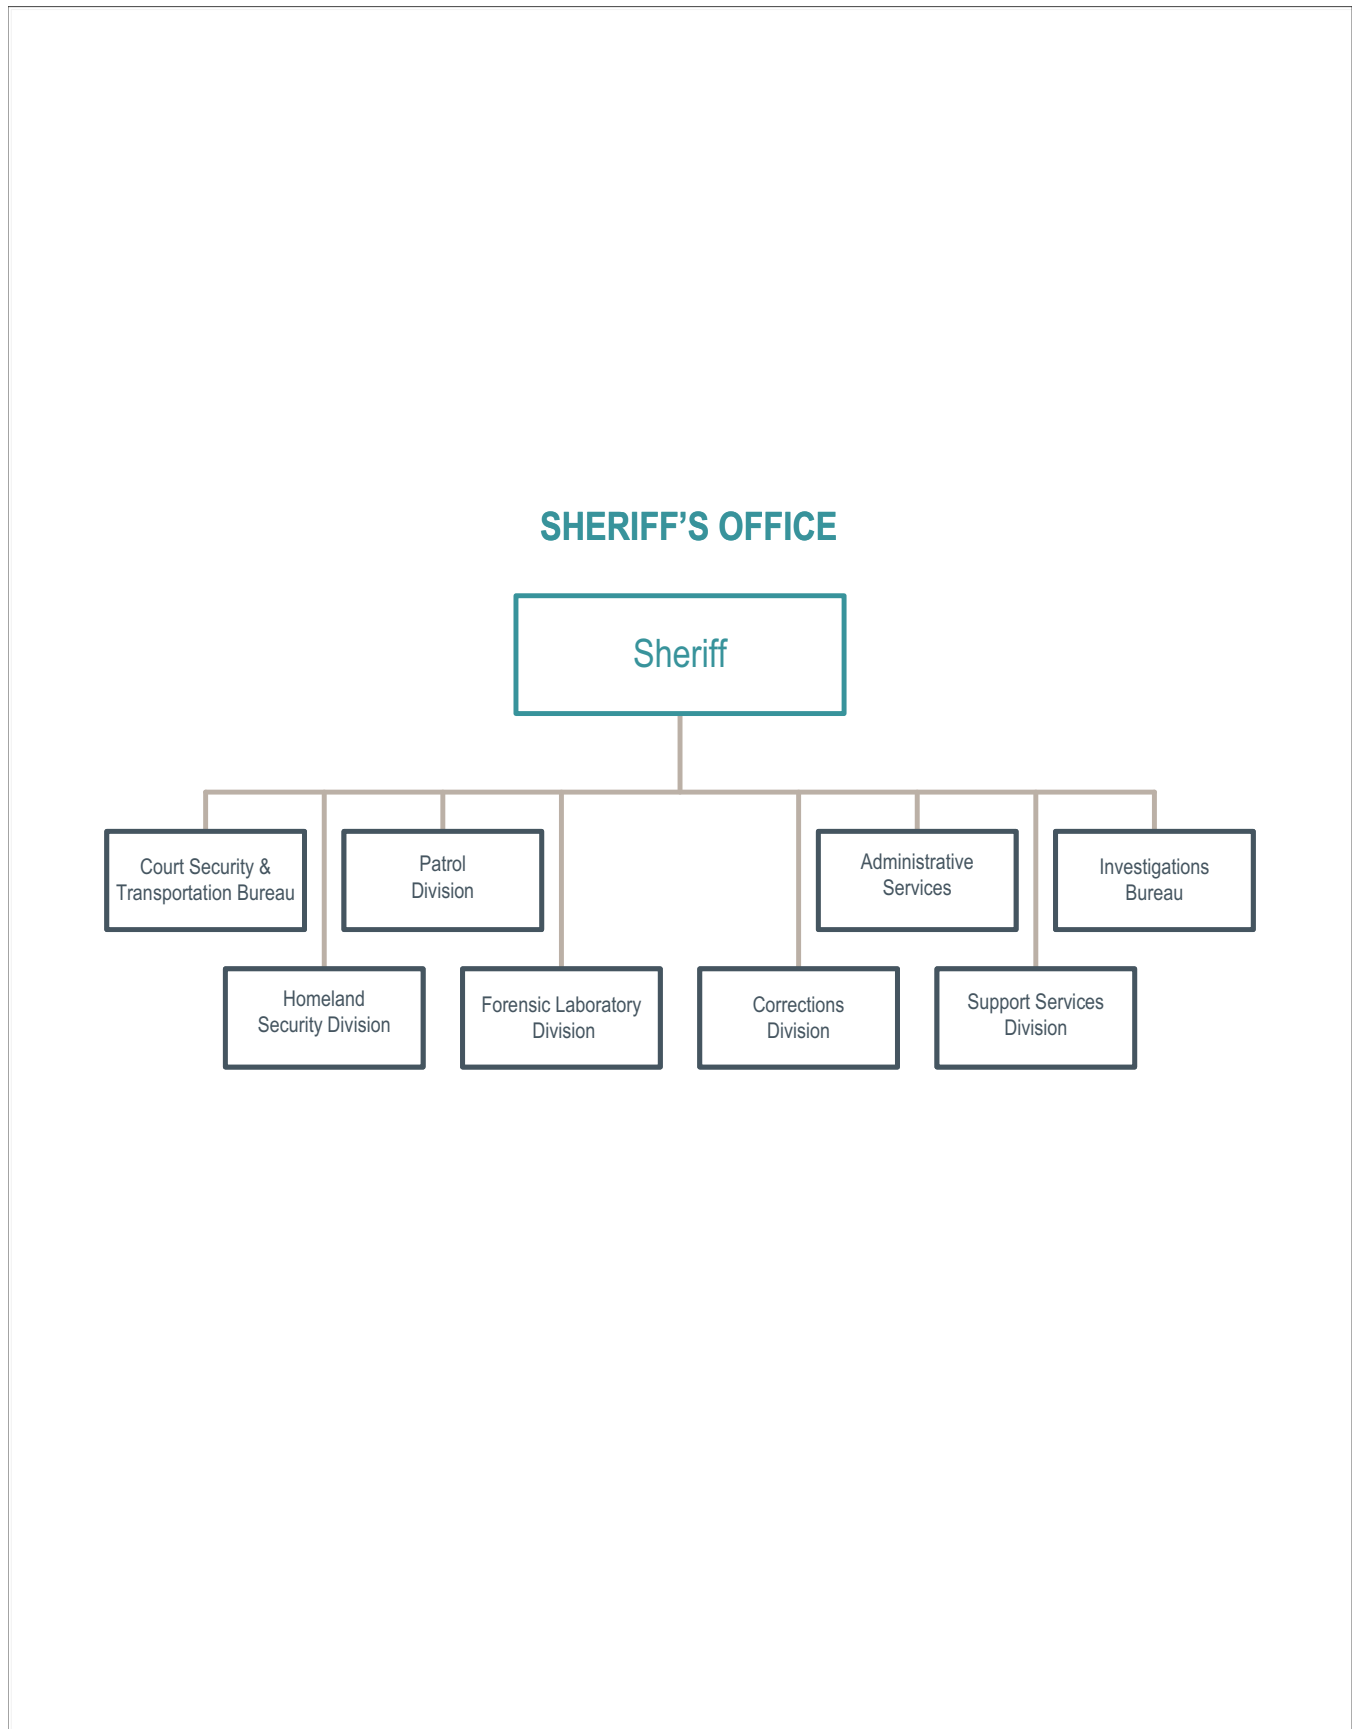 SHERIFF’S OFFICE
Sheriff
Court Security &
Transportation Bureau
Patrol
Division
Administrative
Services
Investigations
Bureau
Homeland
Security Division
Forensic Laboratory
Division
Corrections
Division
Support Services
Division